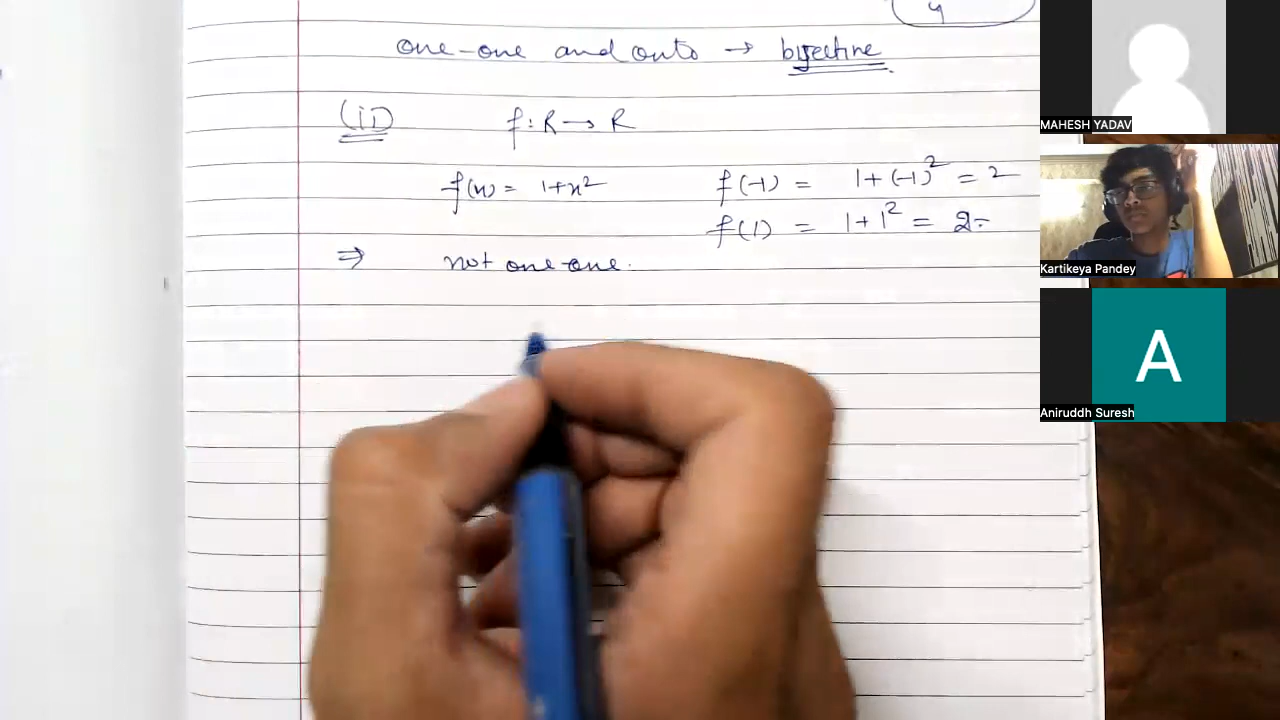 y
one-one and onto → bijective
(ii) f: R → R
f(x) = 1+x² f(-1) = 1+(-1)² = 2
f(1) = 1+1² = 2
⇒ not one-one.
MAHESH YADAV
Kartikeya Pandey
A
Aniruddh Suresh